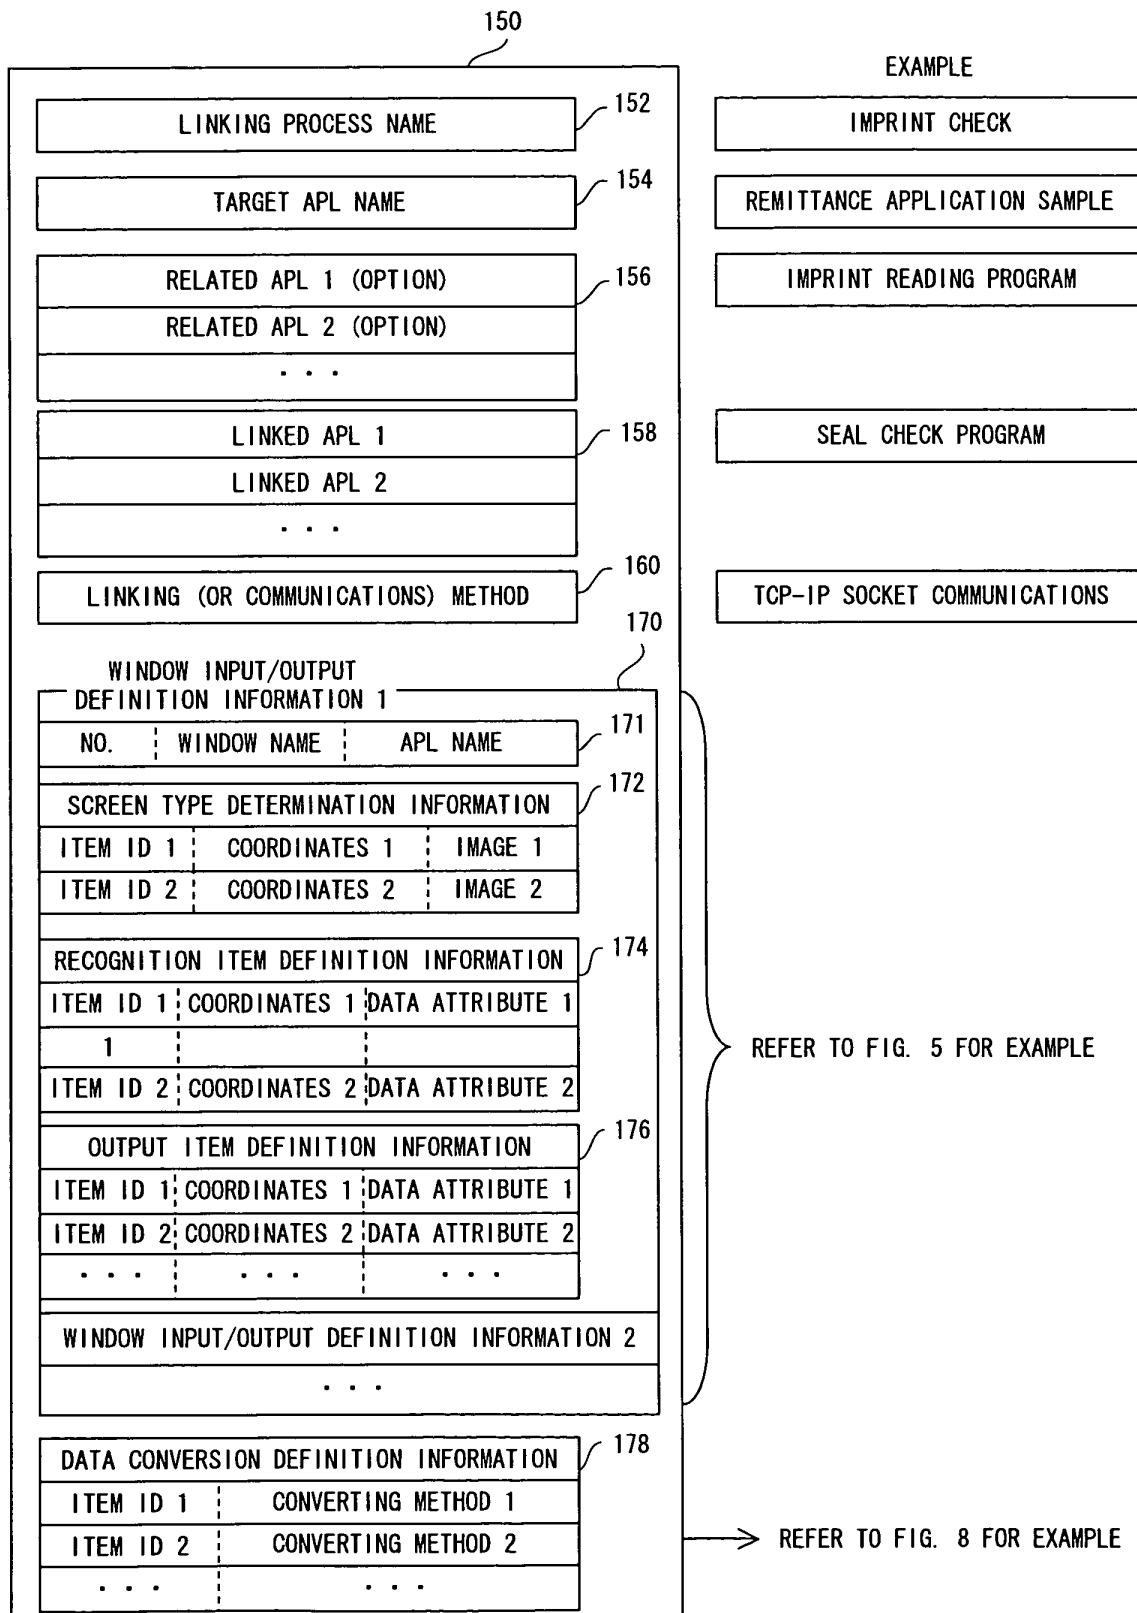 150
EXAMPLE
LINKING PROCESS NAME 152 IMPRINT CHECK
TARGET APL NAME 154 REMITTANCE APPLICATION SAMPLE
RELATED APL 1 (OPTION) 156 IMPRINT READING PROGRAM
RELATED APL 2 (OPTION)
. . .
LINKED APL 1 158 SEAL CHECK PROGRAM
LINKED APL 2
. . .
LINKING (OR COMMUNICATIONS) METHOD 160 TCP-IP SOCKET COMMUNICATIONS
170
WINDOW INPUT/OUTPUT
DEFINITION INFORMATION 1
NO. WINDOW NAME APL NAME 171
SCREEN TYPE DETERMINATION INFORMATION 172
ITEM ID 1 COORDINATES 1 IMAGE 1
ITEM ID 2 COORDINATES 2 IMAGE 2
RECOGNITION ITEM DEFINITION INFORMATION 174
ITEM ID 1 COORDINATES 1 DATA ATTRIBUTE 1
1
REFER TO FIG. 5 FOR EXAMPLE
ITEM ID 2 COORDINATES 2 DATA ATTRIBUTE 2
OUTPUT ITEM DEFINITION INFORMATION 176
ITEM ID 1 COORDINATES 1 DATA ATTRIBUTE 1
ITEM ID 2 COORDINATES 2 DATA ATTRIBUTE 2
. . . . . . . . .
WINDOW INPUT/OUTPUT DEFINITION INFORMATION 2
. . .
DATA CONVERSION DEFINITION INFORMATION 178
ITEM ID 1 CONVERTING METHOD 1
ITEM ID 2 CONVERTING METHOD 2 REFER TO FIG. 8 FOR EXAMPLE
. . . . . .